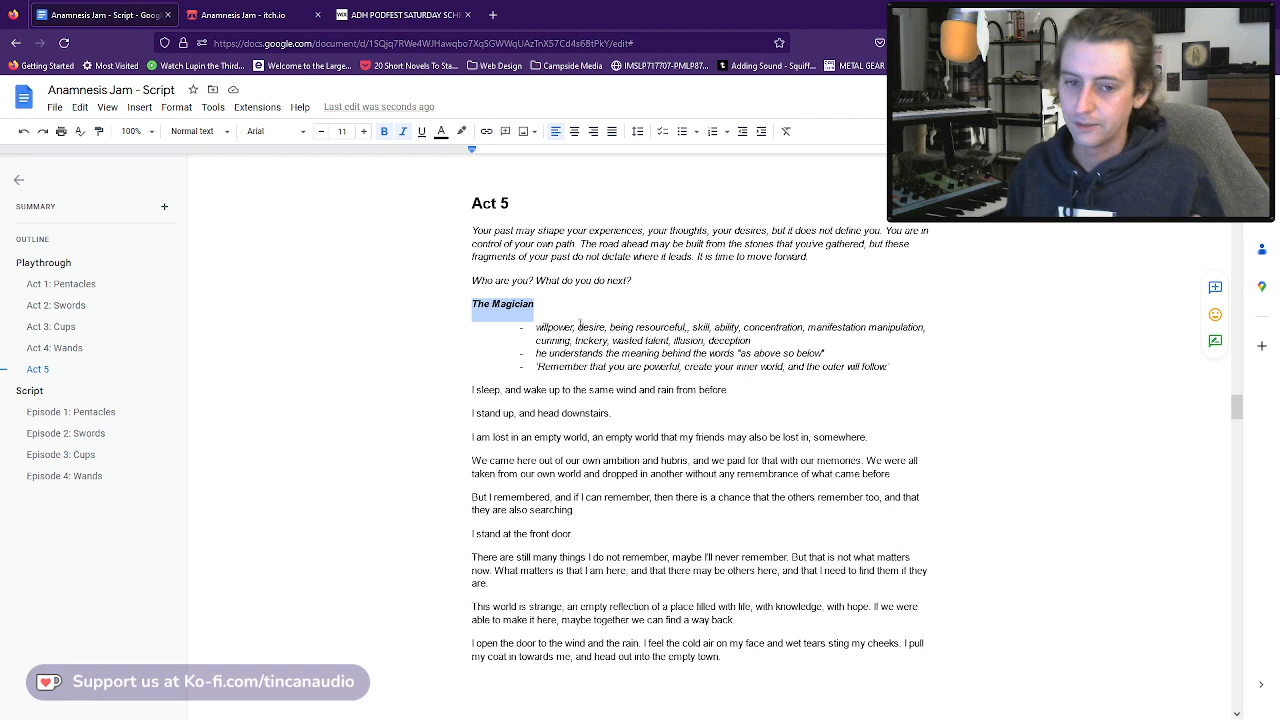 Anamnesis Jam - Script - Goog
Anamnesis Jam - itch.io
ADH PODFEST SATURDAY SCHE
https://docs.google.com/document/d/1SQjq7RWe4WJHawqbo7XqSGWWqUAzTnX57Cd4s6BtPkY/edit#
Getting Started
Most Visited
Watch Lupin the Third...
Welcome to the Large...
20 Short Novels To Sta...
Web Design
Campside Media
IMSLP717707-PMLP87...
Adding Sound - Squiff...
METAL GEAR
Anamnesis Jam - Script
File Edit View Insert Format Tools Extensions Help Last edit was seconds ago
100% Normal text Arial 11
SUMMARY
OUTLINE
Playthrough
Act 1: Pentacles
Act 2: Swords
Act 3: Cups
Act 4: Wands
Act 5
Script
Episode 1: Pentacles
Episode 2: Swords
Episode 3: Cups
Episode 4: Wands
Act 5
Your past may shape your experiences, your thoughts, your desires, but it does not define you. You are in
control of your own path. The road ahead may be built from the stones that you've gathered, but these
fragments of your past do not dictate where it leads. It is time to move forward.
Who are you? What do you do next?
The Magician
- willpower, desire, being resourceful,, skill, ability, concentration, manifestation manipulation,
cunning, trickery, wasted talent, illusion, deception
- he understands the meaning behind the words "as above so below"
- 'Remember that you are powerful, create your inner world, and the outer will follow.'
I sleep, and wake up to the same wind and rain from before.
I stand up, and head downstairs.
I am lost in an empty world, an empty world that my friends may also be lost in, somewhere.
We came here out of our own ambition and hubris, and we paid for that with our memories. We were all
taken from our own world and dropped in another without any remembrance of what came before.
But I remembered, and if I can remember, then there is a chance that the others remember too, and that
they are also searching.
I stand at the front door.
There are still many things I do not remember, maybe I'll never remember. But that is not what matters
now. What matters is that I am here, and that there may be others here, and that I need to find them if they
are.
This world is strange, an empty reflection of a place filled with life, with knowledge, with hope. If we were
able to make it here, maybe together we can find a way back.
I open the door to the wind and the rain. I feel the cold air on my face and wet tears sting my cheeks. I pull
my coat in towards me, and head out into the empty town.
Support us at Ko-fi.com/tincanaudio